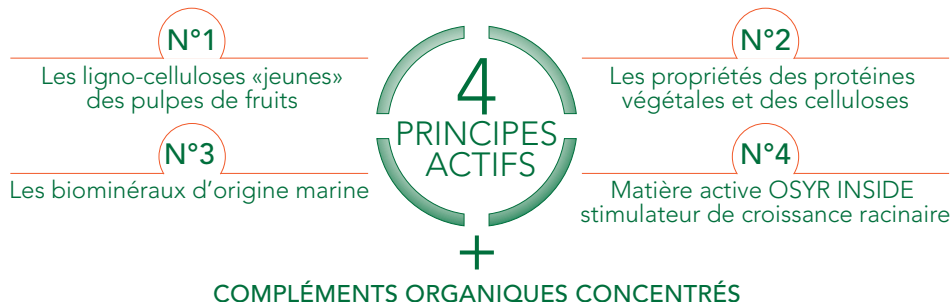 N°1
Les ligno-celluloses «jeunes»
des pulpes de fruits
N°2
Les propriétés des protéines
végétales et des celluloses
4
PRINCIPES
ACTIFS
N°3
Les biominéraux d'origine marine
N°4
Matière active OSYR INSIDE
stimulateur de croissance racinaire
+
COMPLÉMENTS ORGANIQUES CONCENTRÉS